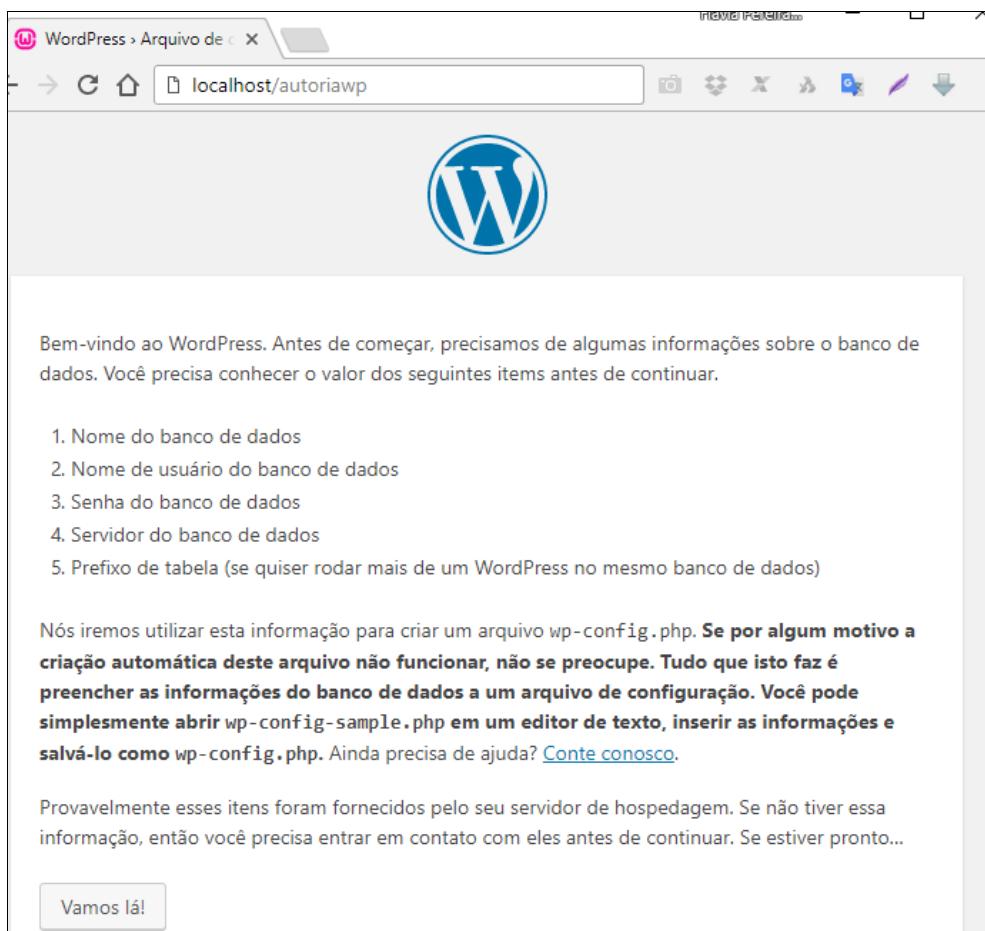 WordPress › Arquivo de c
localhost/autoriawp
Bem-vindo ao WordPress. Antes de começar, precisamos de algumas informações sobre o banco de
dados. Você precisa conhecer o valor dos seguintes items antes de continuar.
1. Nome do banco de dados
2. Nome de usuário do banco de dados
3. Senha do banco de dados
4. Servidor do banco de dados
5. Prefixo de tabela (se quiser rodar mais de um WordPress no mesmo banco de dados)
Nós iremos utilizar esta informação para criar um arquivo wp-config.php. Se por algum motivo a
criação automática deste arquivo não funcionar, não se preocupe. Tudo que isto faz é
preencher as informações do banco de dados a um arquivo de configuração. Você pode
simplesmente abrir wp-config-sample.php em um editor de texto, inserir as informações e
salvá-lo como wp-config.php. Ainda precisa de ajuda? Conte conosco.
Provavelmente esses itens foram fornecidos pelo seu servidor de hospedagem. Se não tiver essa
informação, então você precisa entrar em contato com eles antes de continuar. Se estiver pronto...
Vamos lá!